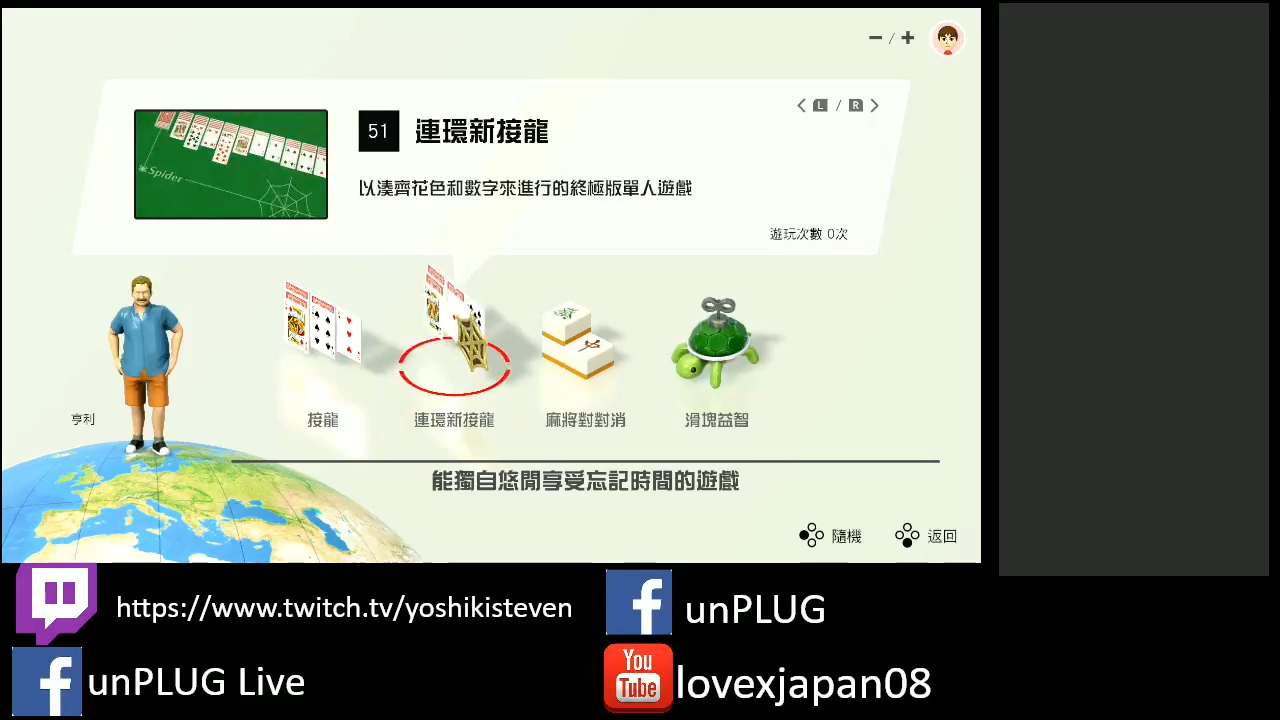 − / +
L / R
51 連環新接龍
Spider
以湊齊花色和數字來進行的終極版單人遊戲
遊玩次數 0次
亨利
接龍
連環新接龍
麻將對對消
滑塊益智
能獨自悠閒享受忘記時間的遊戲
隨機
返回
https://www.twitch.tv/yoshikisteven
unPLUG
unPLUG Live
You Tube
lovexjapan08